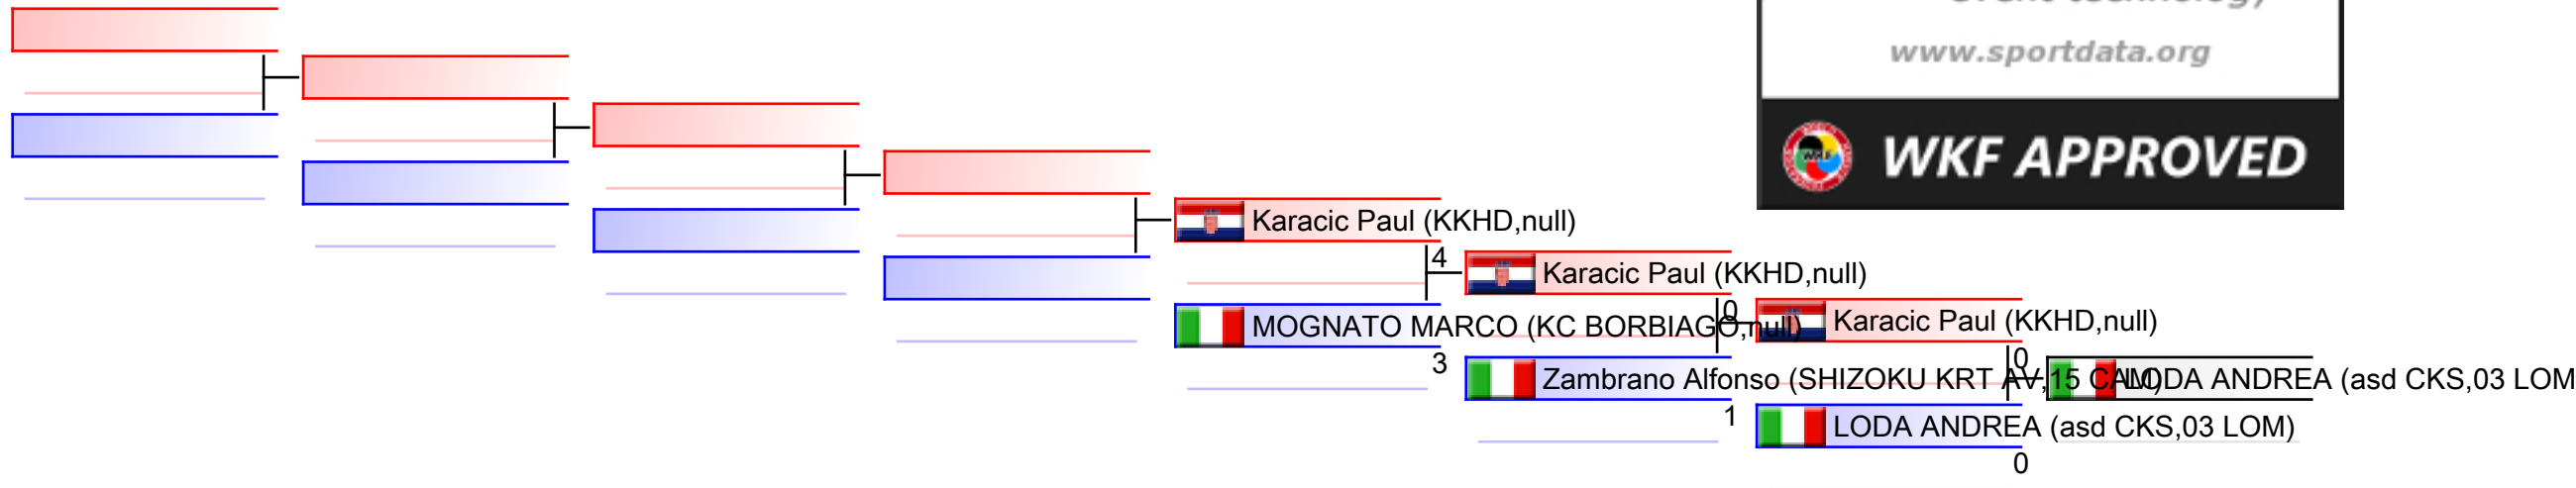 event technology
www.sportdata.org
WKF APPROVED
Karacic Paul (KKHD,null)
4
Karacic Paul (KKHD,null)
0
MOGNATO MARCO (KC BORBIAGO,null)
Karacic Paul (KKHD,null)
3
0
Zambrano Alfonso (SHIZOKU KRT AV,15 CAM)
LODA ANDREA (asd CKS,03 LOM
1
LODA ANDREA (asd CKS,03 LOM)
0